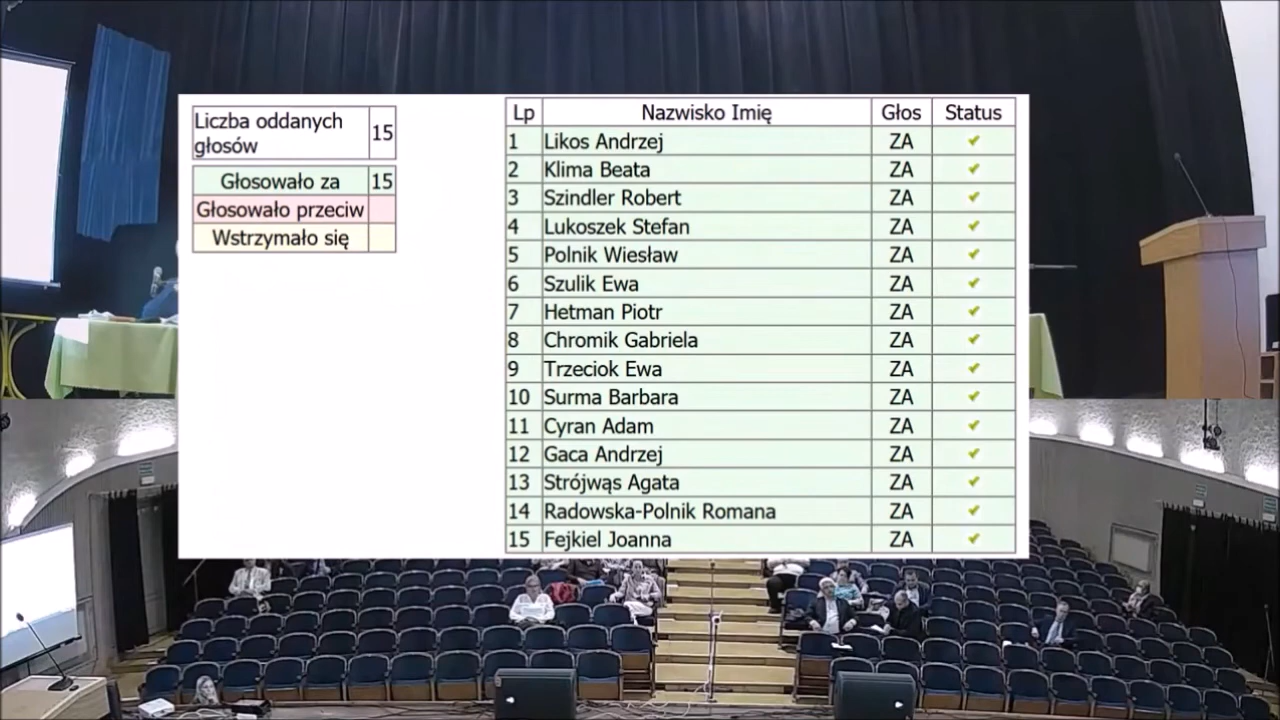 Liczba oddanych
głosów 15
Głosowało za 15
Głosowało przeciw
Wstrzymało się
Lp Nazwisko Imię Głos Status
1 Likos Andrzej ZA
2 Klima Beata ZA
3 Szindler Robert ZA
4 Lukoszek Stefan ZA
5 Polnik Wiesław ZA
6 Szulik Ewa ZA
7 Hetman Piotr ZA
8 Chromik Gabriela ZA
9 Trzeciok Ewa ZA
10 Surma Barbara ZA
11 Cyran Adam ZA
12 Gaca Andrzej ZA
13 Strójwąs Agata ZA
14 Radowska-Polnik Romana ZA
15 Fejkiel Joanna ZA